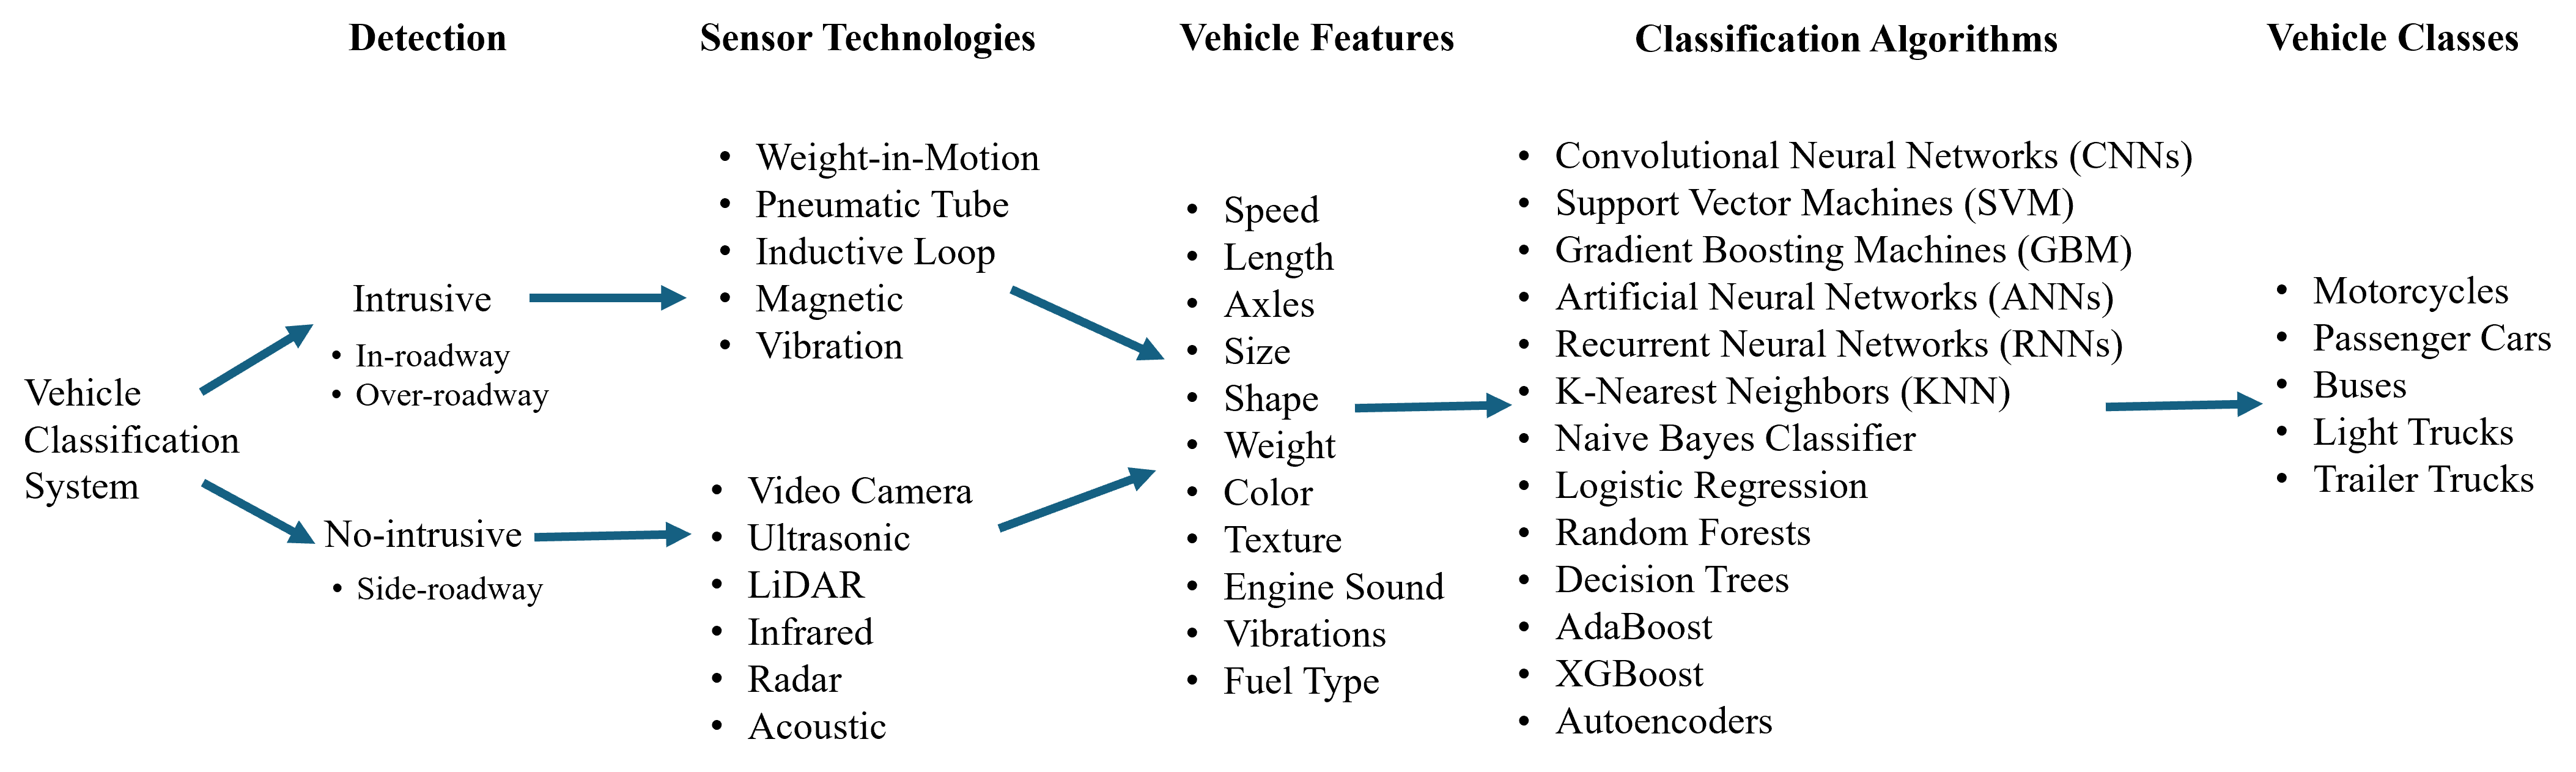 Detection
Sensor Technologies
Vehicle Features
Classification Algorithms
Vehicle Classes
Vehicle
Classification
System
Intrusive
• In-roadway
• Over-roadway
No-intrusive
• Side-roadway
• Weight-in-Motion
• Pneumatic Tube
• Inductive Loop
• Magnetic
• Vibration
• Video Camera
• Ultrasonic
• LiDAR
• Infrared
• Radar
• Acoustic
• Speed
• Length
• Axles
• Size
• Shape
• Weight
• Color
• Texture
• Engine Sound
• Vibrations
• Fuel Type
• Convolutional Neural Networks (CNNs)
• Support Vector Machines (SVM)
• Gradient Boosting Machines (GBM)
• Artificial Neural Networks (ANNs)
• Recurrent Neural Networks (RNNs)
• K-Nearest Neighbors (KNN)
• Naive Bayes Classifier
• Logistic Regression
• Random Forests
• Decision Trees
• AdaBoost
• XGBoost
• Autoencoders
• Motorcycles
• Passenger Cars
• Buses
• Light Trucks
• Trailer Trucks